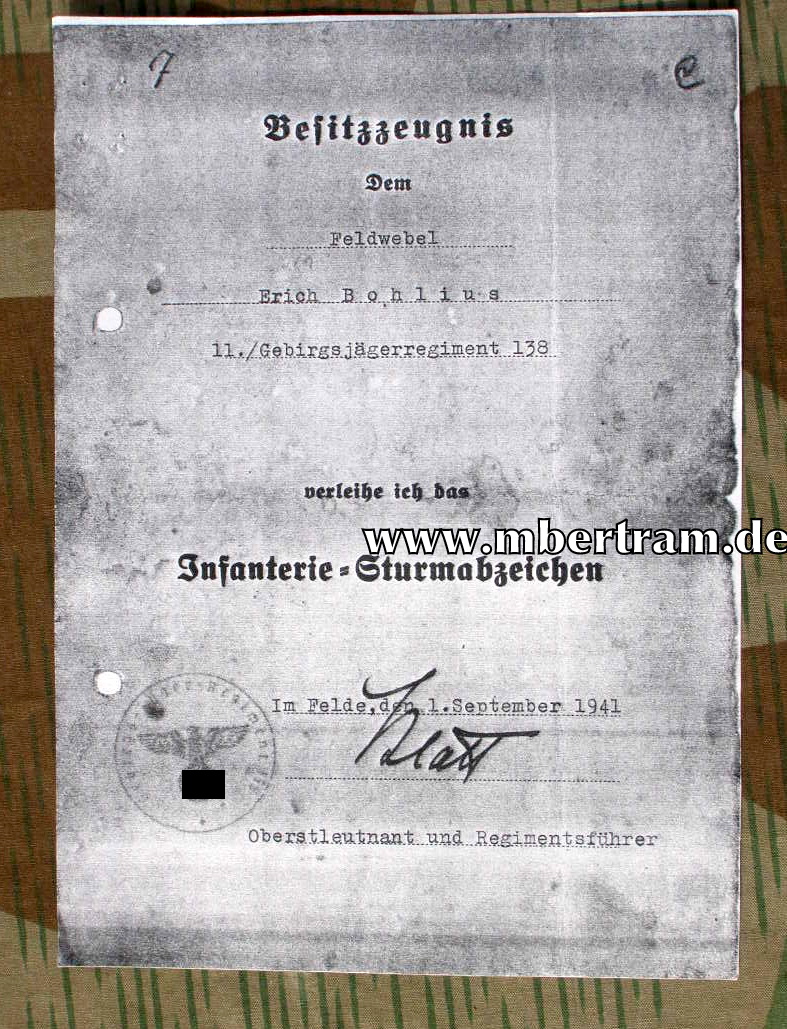 7 e
Besitzzeugnis
Dem
Feldwebel
Erich Bohlius
11./Gebirgsjägerregiment 138
verleihe ich das
www.mbertram.de
Infanterie-Sturmabzeichen
Im Felde, den 1.September 1941
Klatt
Oberstleutnant und Regimentsführer